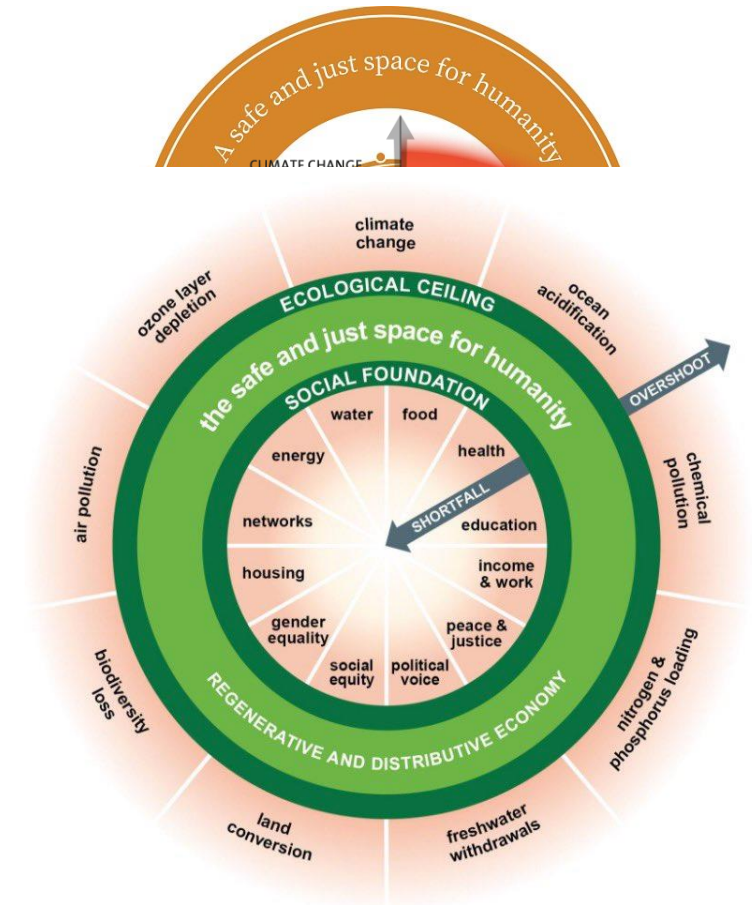 A safe and just space for humanity
CLIMATE CHANGE
climate
change
ozone layer
depletion
ocean
acidification
ECOLOGICAL CEILING
the safe and just space for humanity
OVERSHOOT
SOCIAL FOUNDATION
water
food
energy
health
SHORTFALL
networks
education
housing
income
& work
gender
equality
peace &
justice
social
equity
political
voice
air pollution
chemical
pollution
REGENERATIVE AND DISTRIBUTIVE ECONOMY
biodiversity
loss
nitrogen &
phosphorus loading
land
conversion
freshwater
withdrawals